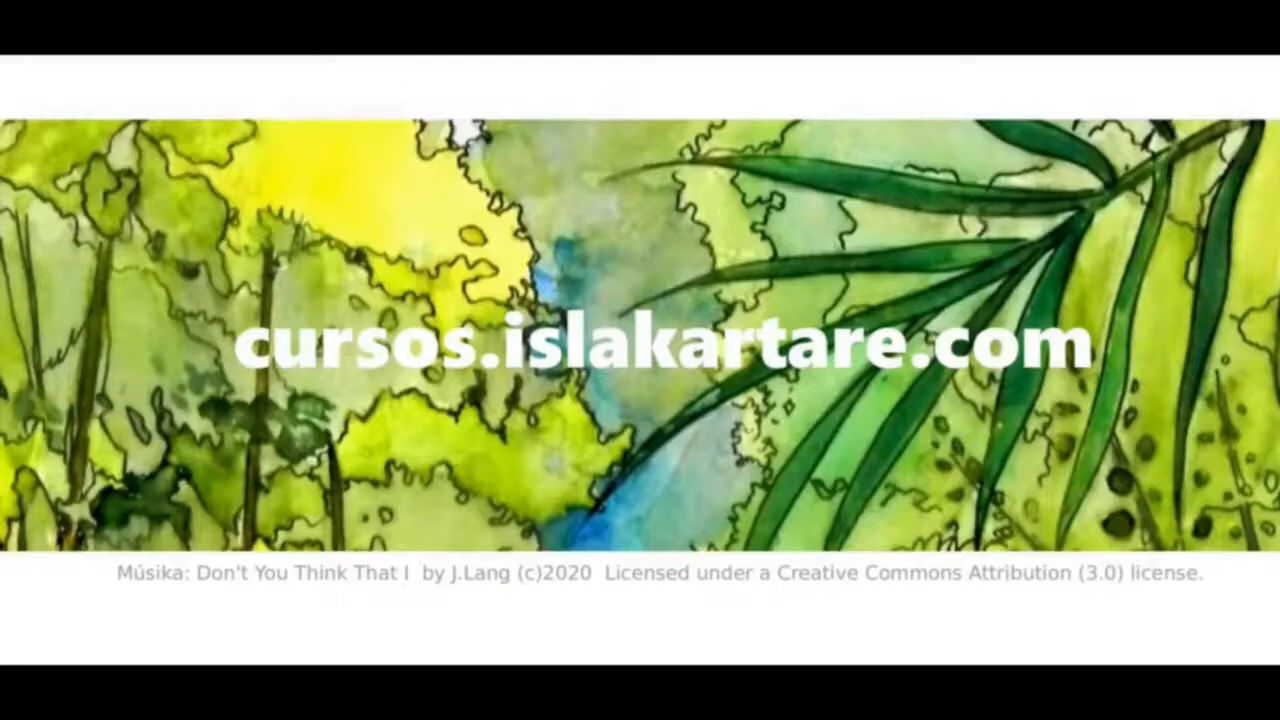 cursos.islakartare.com
Músika: Don't You Think That I by J.Lang (c)2020 Licensed under a Creative Commons Attribution (3.0) license.